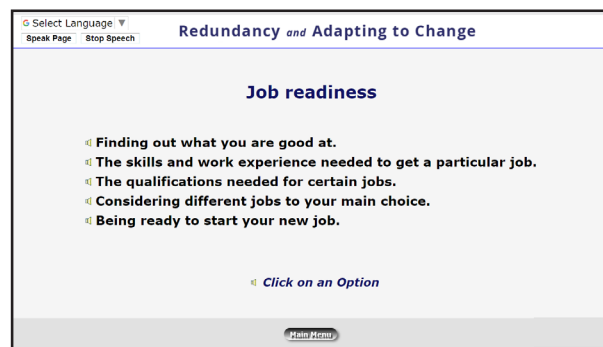 G Select Language ▼
Speak Page Stop Speech
Redundancy and Adapting to Change
Job readiness
Finding out what you are good at.
The skills and work experience needed to get a particular job.
The qualifications needed for certain jobs.
Considering different jobs to your main choice.
Being ready to start your new job.
Click on an Option
Main Menu